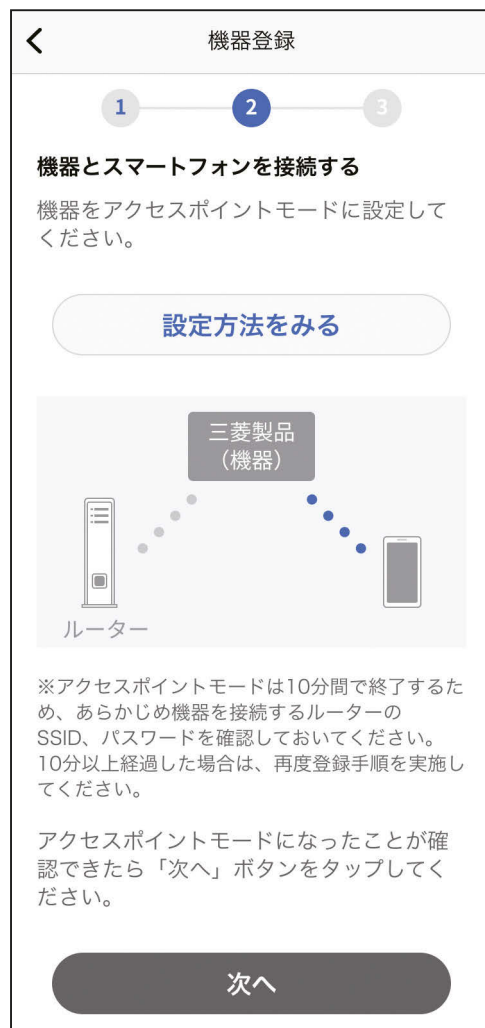 機器登録
1 2 3
機器とスマートフォンを接続する
機器をアクセスポイントモードに設定して
ください。
設定方法をみる
三菱製品
（機器）
ルーター
※アクセスポイントモードは10分間で終了するた
め、あらかじめ機器を接続するルーターの
SSID、パスワードを確認しておいてください。
10分以上経過した場合は、再度登録手順を実施し
てください。
アクセスポイントモードになったことが確
認できたら「次へ」ボタンをタップしてく
ださい。
次へ